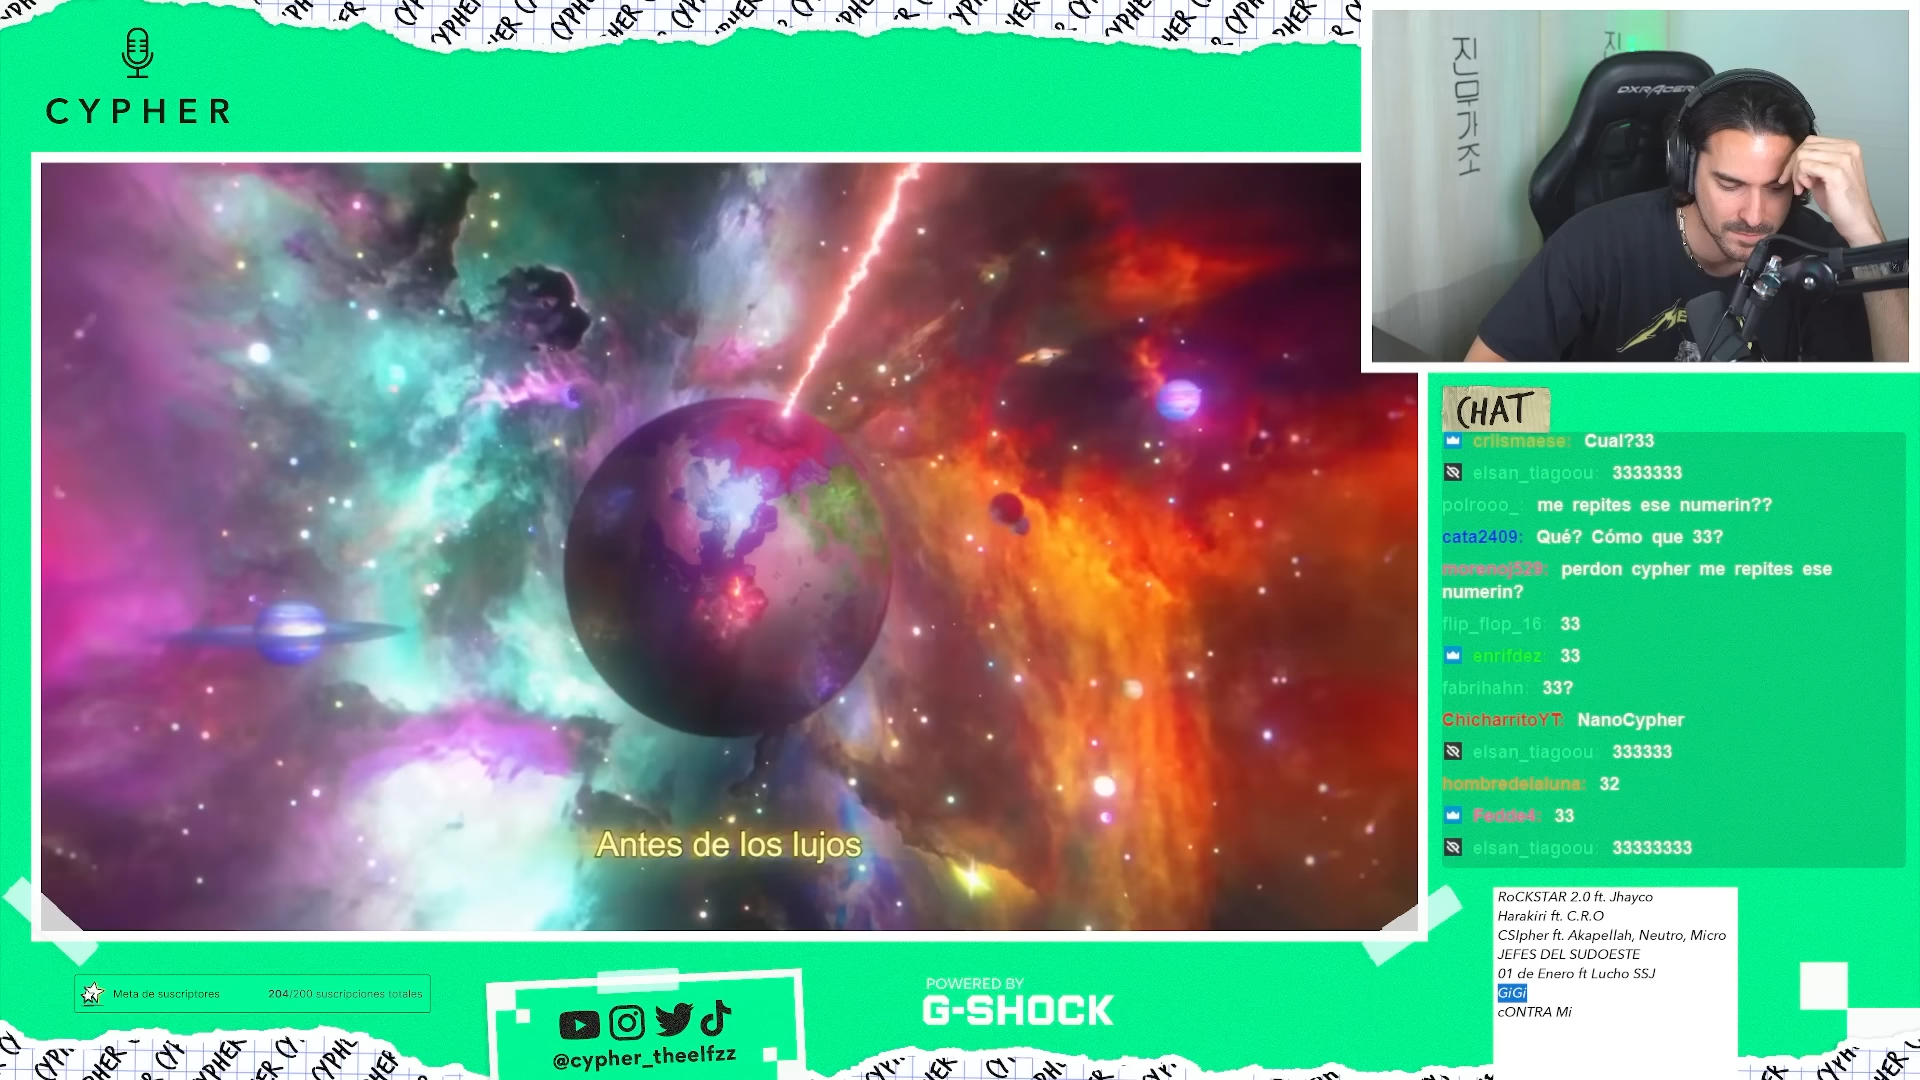 CYPHER
DXRACER
Antes de los lujos
CHAT
criismaese: Cual?33
elsan_tiagoou: 3333333
polrooo_: me repites ese numerin??
cata2409: Qué? Cómo que 33?
morenoj529: perdon cypher me repites ese
numerin?
flip_flop_16: 33
enrifdez: 33
fabrihahn: 33?
ChicharritoYT: NanoCypher
elsan_tiagoou: 333333
hombredelaluna: 32
Fedde4: 33
elsan_tiagoou: 33333333
RoCKSTAR 2.0 ft. Jhayco
Harakiri ft. C.R.O
CSIpher ft. Akapellah, Neutro, Micro
JEFES DEL SUDOESTE
01 de Enero ft Lucho SSJ
GiGi
cONTRA Mi
Meta de suscriptores 204/200 suscripciones totales
@cypher_theelfzz
POWERED BY
G-SHOCK